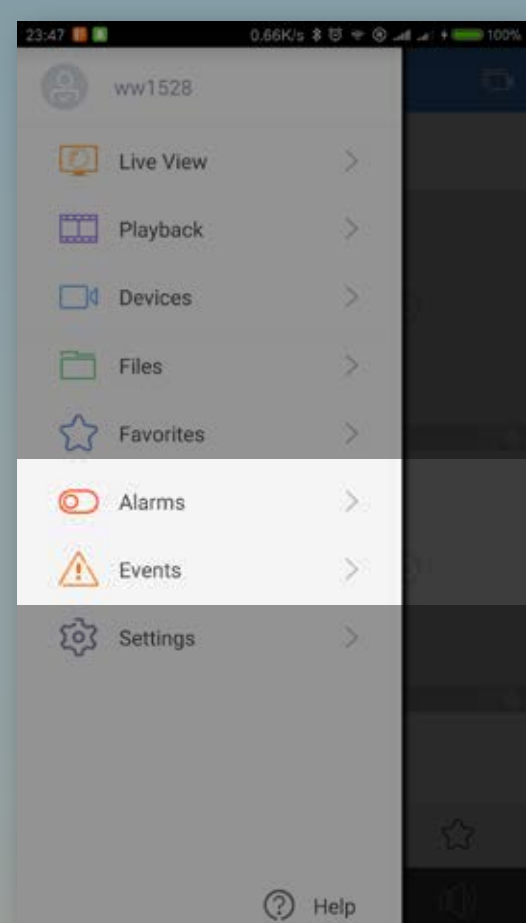 23:47 0.66K/s 100%
ww1528
Live View
Playback
Devices
Files
Favorites
Alarms
Events
Settings
Help